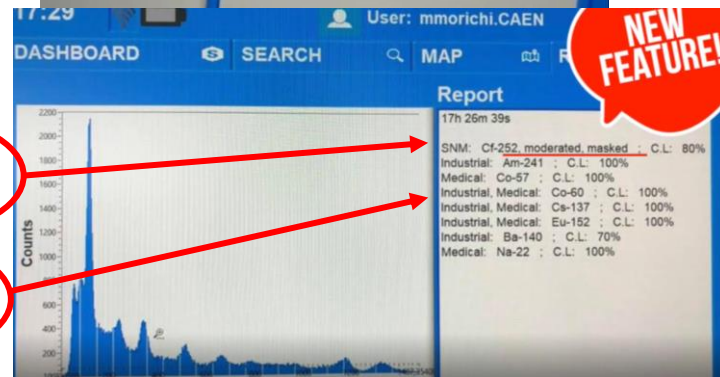 17:29
User: mmorichi.CAEN
NEW FEATURE!
DASHBOARD
SEARCH
MAP
R
Report
17h 26m 39s
SNM: Cf-252, moderated, masked ; C.L: 80%
Industrial: Am-241 ; C.L: 100%
Medical: Co-57 ; C.L: 100%
Industrial, Medical: Co-60 ; C.L: 100%
Industrial, Medical: Cs-137 ; C.L: 100%
Industrial, Medical: Eu-152 ; C.L: 100%
Industrial: Ba-140 ; C.L: 70%
Medical: Na-22 ; C.L: 100%
Counts
2200
2000
1800
1600
1400
1200
1000
800
600
400
200